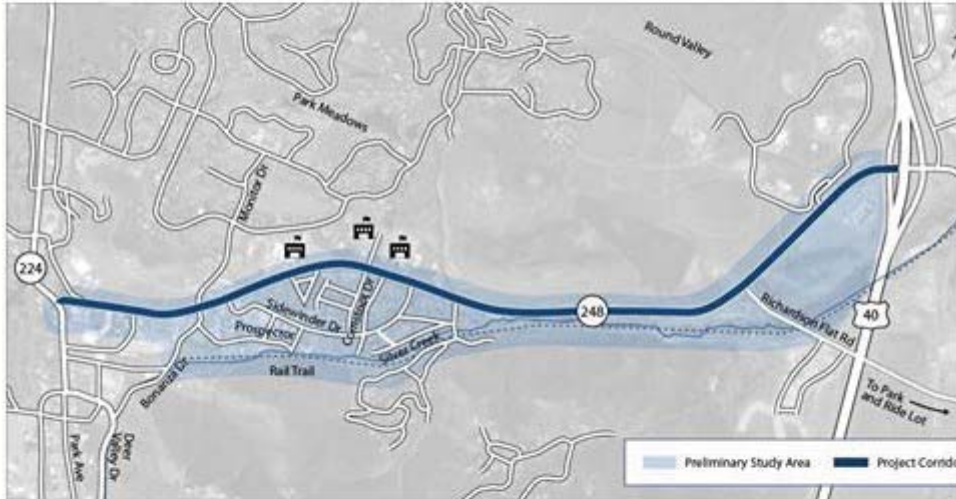 Round Valley
Park Meadows
Monitor Dr
224
Sidewinder Dr
Comstock Dr
Prospector
Silver Creek
248
Richardson Flat Rd
40
Rail Trail
Bonanza Dr
To Park
and Ride Lot
Park Ave
Deer
Valley Dr
Preliminary Study Area
Project Corrido